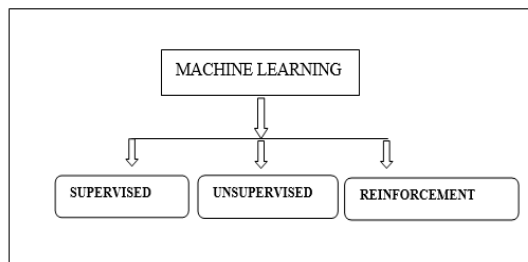 MACHINE LEARNING
SUPERVISED
UNSUPERVISED
REINFORCEMENT